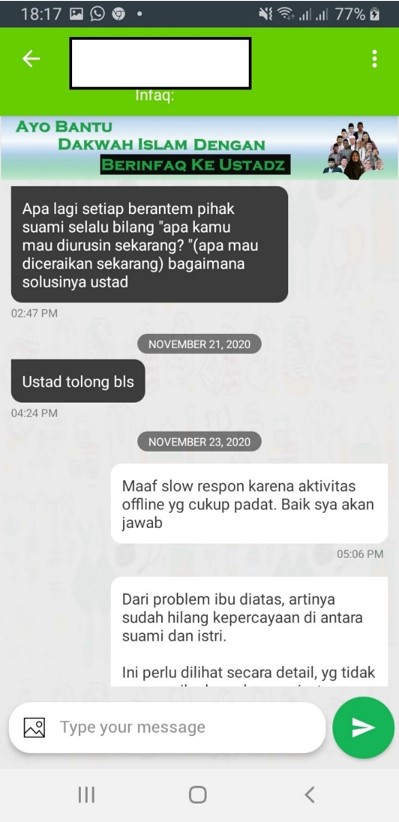 18:17
77%
Infaq:
AYO BANTU
DAKWAH ISLAM DENGAN
BERINFAQ KE USTADZ
Apa lagi setiap berantem pihak
suami selalu bilang "apa kamu
mau diurusin sekarang? "(apa mau
diceraikan sekarang) bagaimana
solusinya ustad
02:47 PM
NOVEMBER 21, 2020
Ustad tolong bls
04:24 PM
NOVEMBER 23, 2020
Maaf slow respon karena aktivitas
offline yg cukup padat. Baik sya akan
jawab
05:06 PM
Dari problem ibu diatas, artinya
sudah hilang kepercayaan di antara
suami dan istri.
Ini perlu dilihat secara detail, yg tidak
Type your message